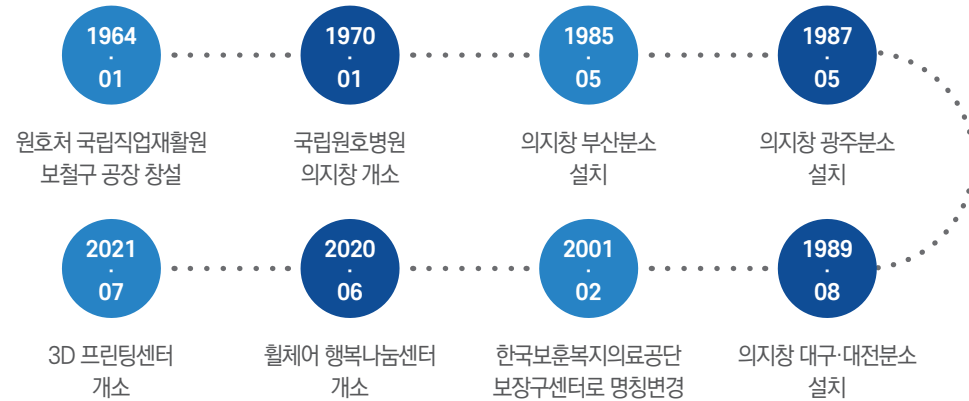 1964
·
01
원호처 국립직업재활원
보철구 공장 창설
1970
·
01
국립원호병원
의지창 개소
1985
·
05
의지창 부산분소
설치
1987
·
05
의지창 광주분소
설치
1989
·
08
의지창 대구·대전분소
설치
2001
·
02
한국보훈복지의료공단
보장구센터로 명칭변경
2020
·
06
휠체어 행복나눔센터
개소
2021
·
07
3D 프린팅센터
개소